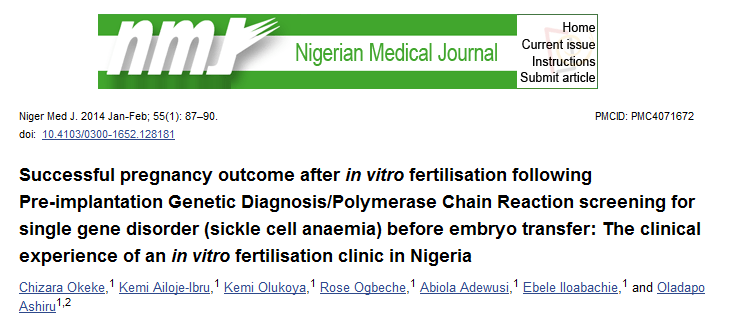 nmj
Nigerian Medical Journal
Home
Current issue
Instructions
Submit article
Niger Med J. 2014 Jan-Feb; 55(1): 87–90.
PMCID: PMC4071672
doi: 10.4103/0300-1652.128181
Successful pregnancy outcome after in vitro fertilisation following
Pre-implantation Genetic Diagnosis/Polymerase Chain Reaction screening for
single gene disorder (sickle cell anaemia) before embryo transfer: The clinical
experience of an in vitro fertilisation clinic in Nigeria
Chizara Okeke,1 Kemi Ailoje-Ibru,1 Kemi Olukoya,1 Rose Ogbeche,1 Abiola Adewusi,1 Ebele Iloabachie,1 and Oladapo
Ashiru1,2